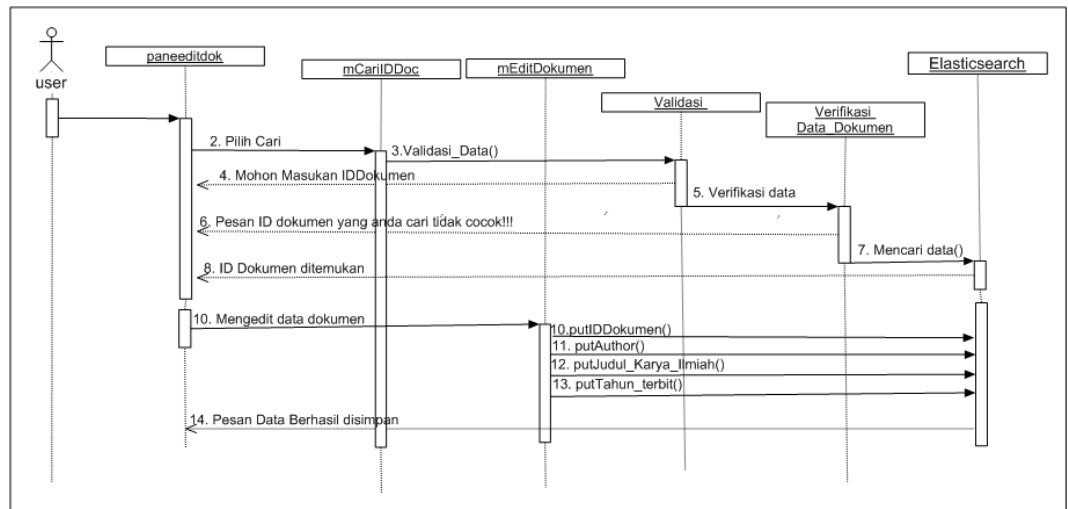 user
paneeditdok
mCariIDDoc
mEditDokumen
Validasi
Verifikasi
Data_Dokumen
Elasticsearch
2. Pilih Cari
3.Validasi_Data()
4. Mohon Masukan IDDokumen
5. Verifikasi data
6. Pesan ID dokumen yang anda cari tidak cocok!!!
7. Mencari data()
8. ID Dokumen ditemukan
10. Mengedit data dokumen
10.putIDDokumen()
11. putAuthor()
12. putJudul_Karya_Ilmiah()
13. putTahun_terbit()
14. Pesan Data Berhasil disimpan